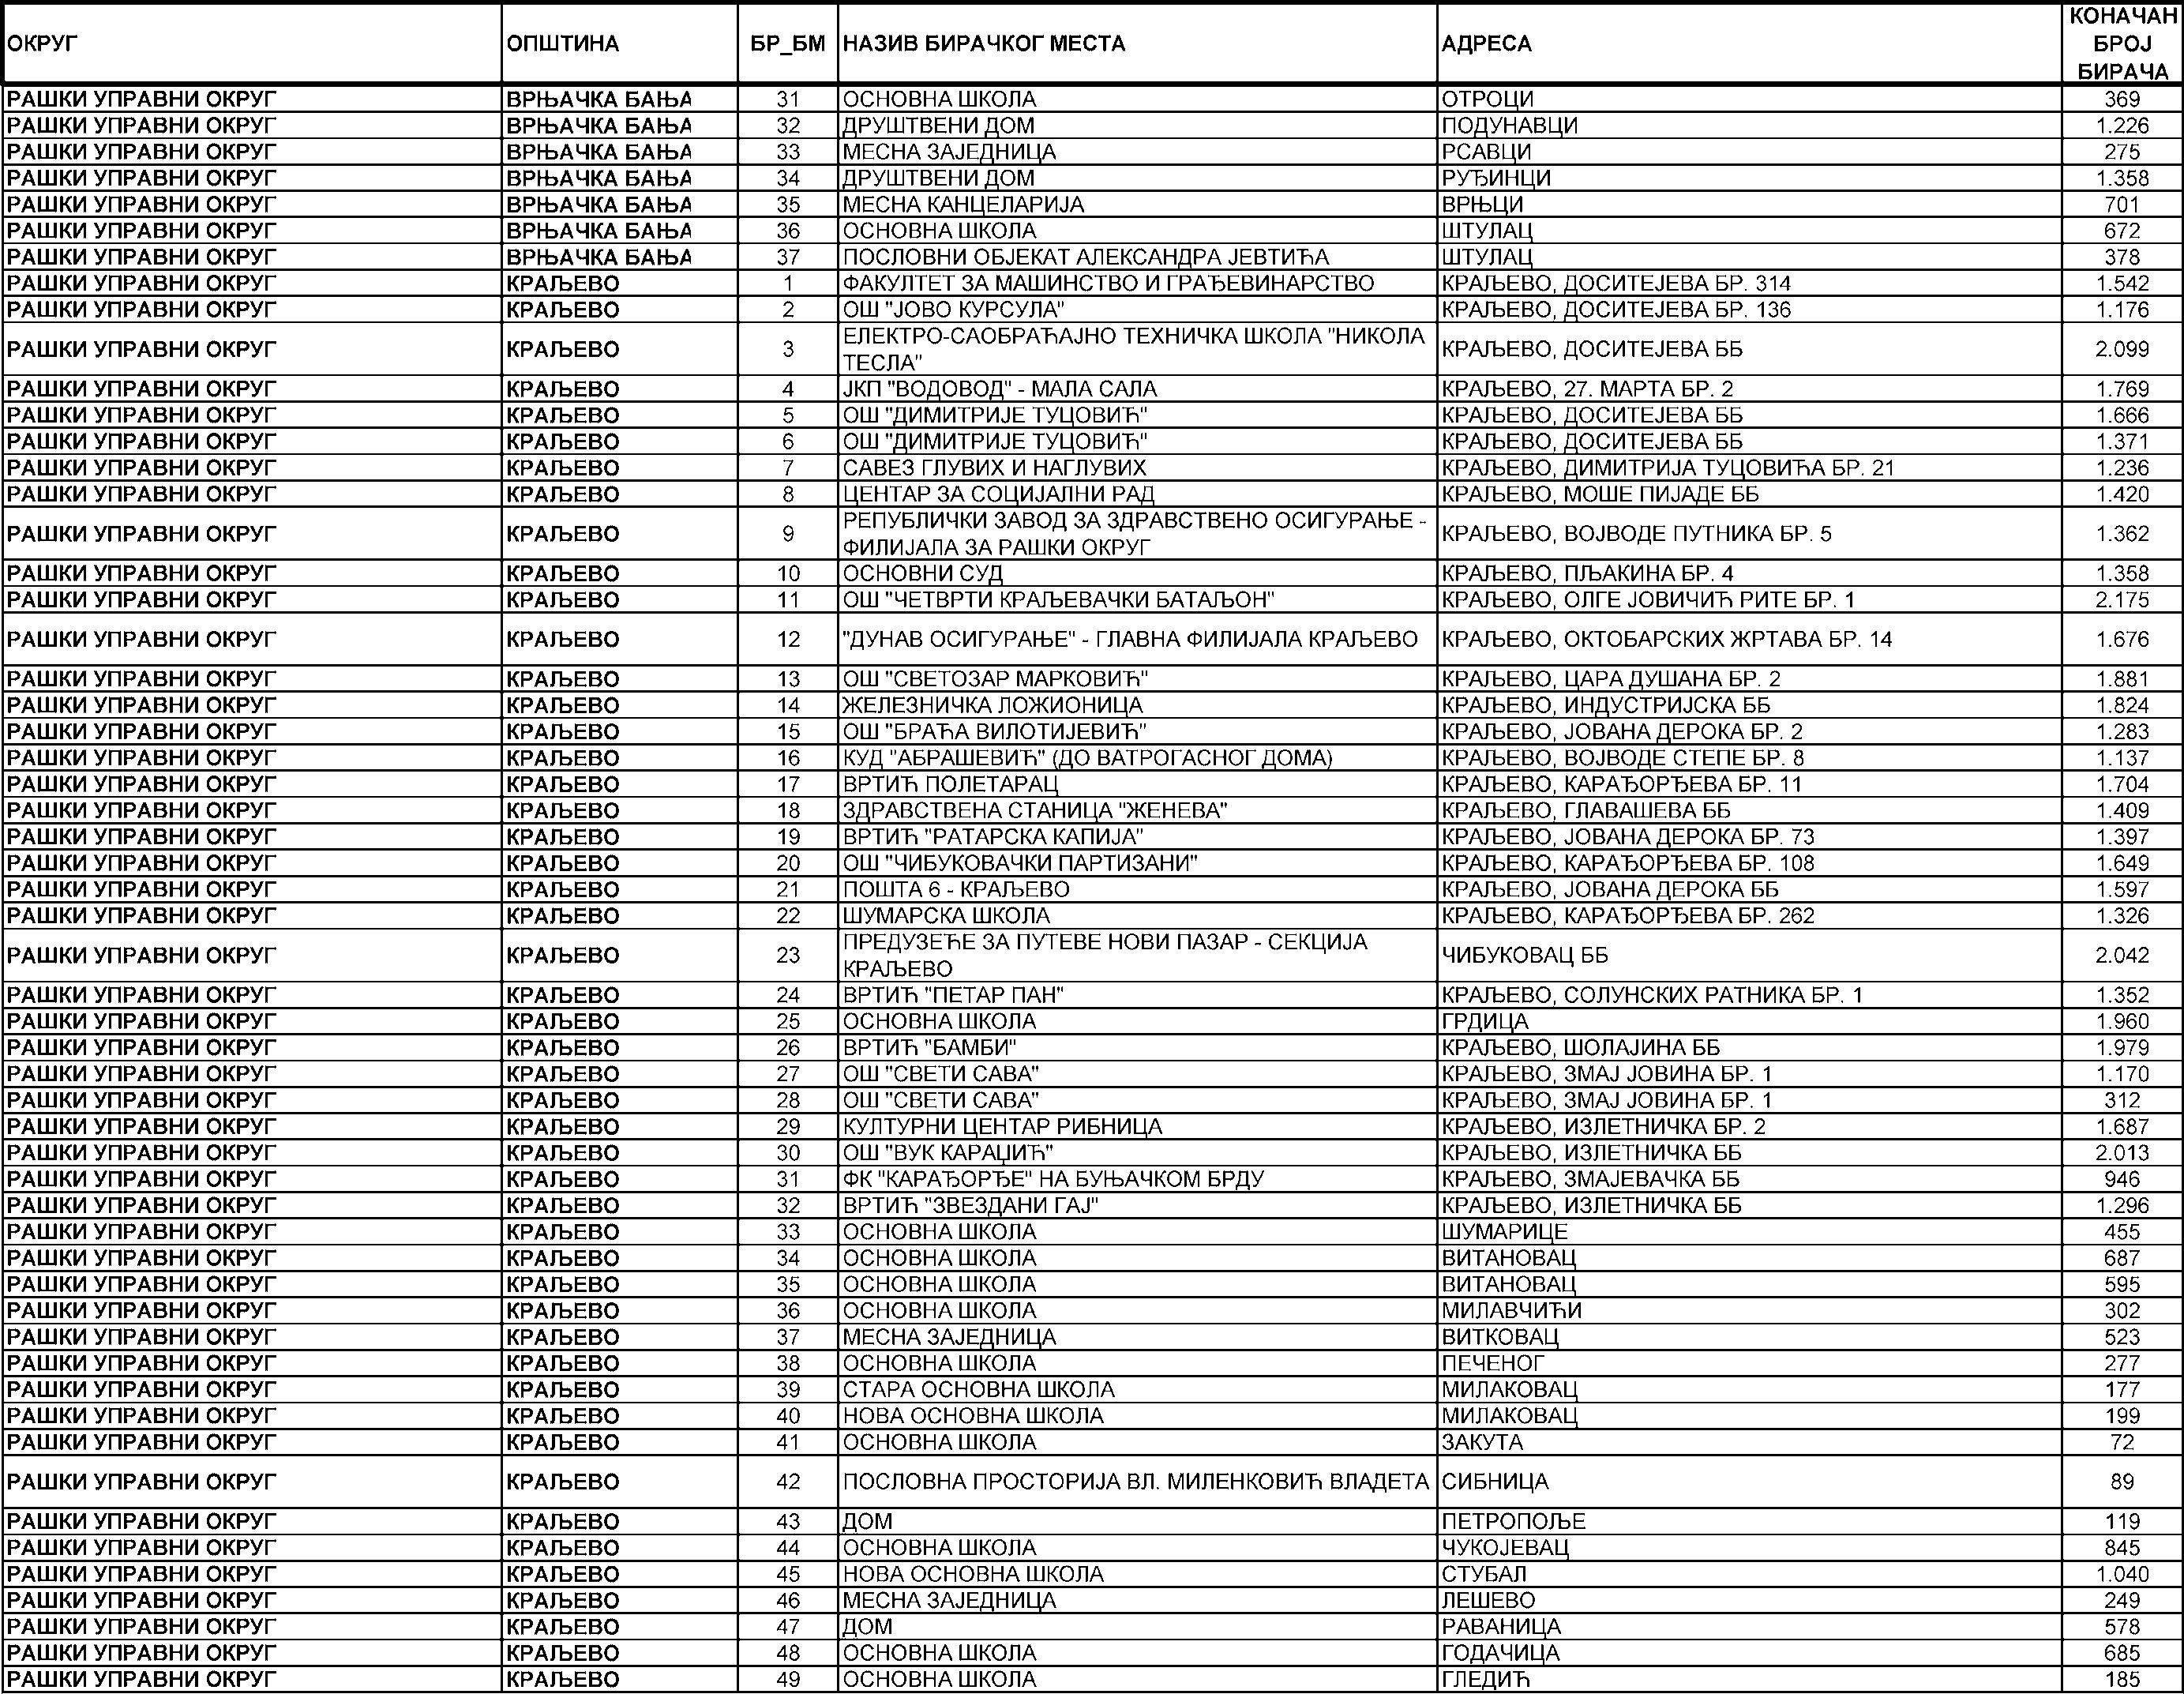 ОКРУГ ОПШТИНА БР_БМ НАЗИВ БИРАЧКОГ МЕСТА АДРЕСА КОНАЧАН БРОЈ БИРАЧА
РАШКИ УПРАВНИ ОКРУГ ВРЊАЧКА БАЊА 31 ОСНОВНА ШКОЛА ОТРОЦИ 369
РАШКИ УПРАВНИ ОКРУГ ВРЊАЧКА БАЊА 32 ДРУШТВЕНИ ДОМ ПОДУНАВЦИ 1.226
РАШКИ УПРАВНИ ОКРУГ ВРЊАЧКА БАЊА 33 МЕСНА ЗАЈЕДНИЦА РСАВЦИ 275
РАШКИ УПРАВНИ ОКРУГ ВРЊАЧКА БАЊА 34 ДРУШТВЕНИ ДОМ РУЂИНЦИ 1.358
РАШКИ УПРАВНИ ОКРУГ ВРЊАЧКА БАЊА 35 МЕСНА КАНЦЕЛАРИЈА ВРЊЦИ 701
РАШКИ УПРАВНИ ОКРУГ ВРЊАЧКА БАЊА 36 ОСНОВНА ШКОЛА ШТУЛАЦ 672
РАШКИ УПРАВНИ ОКРУГ ВРЊАЧКА БАЊА 37 ПОСЛОВНИ ОБЈЕКАТ АЛЕКСАНДРА ЈЕВТИЋА ШТУЛАЦ 378
РАШКИ УПРАВНИ ОКРУГ КРАЉЕВО 1 ФАКУЛТЕТ ЗА МАШИНСТВО И ГРАЂЕВИНАРСТВО КРАЉЕВО, ДОСИТЕЈЕВА БР. 314 1.542
РАШКИ УПРАВНИ ОКРУГ КРАЉЕВО 2 ОШ "ЈОВО КУРСУЛА" КРАЉЕВО, ДОСИТЕЈЕВА БР. 136 1.176
РАШКИ УПРАВНИ ОКРУГ КРАЉЕВО 3 ЕЛЕКТРО-САОБРАЋАЈНО ТЕХНИЧКА ШКОЛА "НИКОЛА
ТЕСЛА" КРАЉЕВО, ДОСИТЕЈЕВА ББ 2.099
РАШКИ УПРАВНИ ОКРУГ КРАЉЕВО 4 ЈКП "ВОДОВОД" - МАЛА САЛА КРАЉЕВО, 27. МАРТА БР. 2 1.769
РАШКИ УПРАВНИ ОКРУГ КРАЉЕВО 5 ОШ "ДИМИТРИЈЕ ТУЦОВИЋ" КРАЉЕВО, ДОСИТЕЈЕВА ББ 1.666
РАШКИ УПРАВНИ ОКРУГ КРАЉЕВО 6 ОШ "ДИМИТРИЈЕ ТУЦОВИЋ" КРАЉЕВО, ДОСИТЕЈЕВА ББ 1.371
РАШКИ УПРАВНИ ОКРУГ КРАЉЕВО 7 САВЕЗ ГЛУВИХ И НАГЛУВИХ КРАЉЕВО, ДИМИТРИЈА ТУЦОВИЋА БР. 21 1.236
РАШКИ УПРАВНИ ОКРУГ КРАЉЕВО 8 ЦЕНТАР ЗА СОЦИЈАЛНИ РАД КРАЉЕВО, МОШЕ ПИЈАДЕ ББ 1.420
РАШКИ УПРАВНИ ОКРУГ КРАЉЕВО 9 РЕПУБЛИЧКИ ЗАВОД ЗА ЗДРАВСТВЕНО ОСИГУРАЊЕ -
ФИЛИЈАЛА ЗА РАШКИ ОКРУГ КРАЉЕВО, ВОЈВОДЕ ПУТНИКА БР. 5 1.362
РАШКИ УПРАВНИ ОКРУГ КРАЉЕВО 10 ОСНОВНИ СУД КРАЉЕВО, ПЉАКИНА БР. 4 1.358
РАШКИ УПРАВНИ ОКРУГ КРАЉЕВО 11 ОШ "ЧЕТВРТИ КРАЉЕВАЧКИ БАТАЉОН" КРАЉЕВО, ОЛГЕ ЈОВИЧИЋ РИТЕ БР. 1 2.175
РАШКИ УПРАВНИ ОКРУГ КРАЉЕВО 12 "ДУНАВ ОСИГУРАЊЕ" - ГЛАВНА ФИЛИЈАЛА КРАЉЕВО КРАЉЕВО, ОКТОБАРСКИХ ЖРТАВА БР. 14 1.676
РАШКИ УПРАВНИ ОКРУГ КРАЉЕВО 13 ОШ "СВЕТОЗАР МАРКОВИЋ" КРАЉЕВО, ЦАРА ДУШАНА БР. 2 1.881
РАШКИ УПРАВНИ ОКРУГ КРАЉЕВО 14 ЖЕЛЕЗНИЧКА ЛОЖИОНИЦА КРАЉЕВО, ИНДУСТРИЈСКА ББ 1.824
РАШКИ УПРАВНИ ОКРУГ КРАЉЕВО 15 ОШ "БРАЋА ВИЛОТИЈЕВИЋ" КРАЉЕВО, ЈОВАНА ДЕРОКА БР. 2 1.283
РАШКИ УПРАВНИ ОКРУГ КРАЉЕВО 16 КУД "АБРАШЕВИЋ" (ДО ВАТРОГАСНОГ ДОМА) КРАЉЕВО, ВОЈВОДЕ СТЕПЕ БР. 8 1.137
РАШКИ УПРАВНИ ОКРУГ КРАЉЕВО 17 ВРТИЋ ПОЛЕТАРАЦ КРАЉЕВО, КАРАЂОРЂЕВА БР. 11 1.704
РАШКИ УПРАВНИ ОКРУГ КРАЉЕВО 18 ЗДРАВСТВЕНА СТАНИЦА "ЖЕНЕВА" КРАЉЕВО, ГЛАВАШЕВА ББ 1.409
РАШКИ УПРАВНИ ОКРУГ КРАЉЕВО 19 ВРТИЋ "РАТАРСКА КАПИЈА" КРАЉЕВО, ЈОВАНА ДЕРОКА БР. 73 1.397
РАШКИ УПРАВНИ ОКРУГ КРАЉЕВО 20 ОШ "ЧИБУКОВАЧКИ ПАРТИЗАНИ" КРАЉЕВО, КАРАЂОРЂЕВА БР. 108 1.649
РАШКИ УПРАВНИ ОКРУГ КРАЉЕВО 21 ПОШТА 6 - КРАЉЕВО КРАЉЕВО, ЈОВАНА ДЕРОКА ББ 1.597
РАШКИ УПРАВНИ ОКРУГ КРАЉЕВО 22 ШУМАРСКА ШКОЛА КРАЉЕВО, КАРАЂОРЂЕВА БР. 262 1.326
РАШКИ УПРАВНИ ОКРУГ КРАЉЕВО 23 ПРЕДУЗЕЋЕ ЗА ПУТЕВЕ НОВИ ПАЗАР - СЕКЦИЈА
КРАЉЕВО ЧИБУКОВАЦ ББ 2.042
РАШКИ УПРАВНИ ОКРУГ КРАЉЕВО 24 ВРТИЋ "ПЕТАР ПАН" КРАЉЕВО, СОЛУНСКИХ РАТНИКА БР. 1 1.352
РАШКИ УПРАВНИ ОКРУГ КРАЉЕВО 25 ОСНОВНА ШКОЛА ГРДИЦА 1.960
РАШКИ УПРАВНИ ОКРУГ КРАЉЕВО 26 ВРТИЋ "БАМБИ" КРАЉЕВО, ШОЛАЈИНА ББ 1.979
РАШКИ УПРАВНИ ОКРУГ КРАЉЕВО 27 ОШ "СВЕТИ САВА" КРАЉЕВО, ЗМАЈ ЈОВИНА БР. 1 1.170
РАШКИ УПРАВНИ ОКРУГ КРАЉЕВО 28 ОШ "СВЕТИ САВА" КРАЉЕВО, ЗМАЈ ЈОВИНА БР. 1 312
РАШКИ УПРАВНИ ОКРУГ КРАЉЕВО 29 КУЛТУРНИ ЦЕНТАР РИБНИЦА КРАЉЕВО, ИЗЛЕТНИЧКА БР. 2 1.687
РАШКИ УПРАВНИ ОКРУГ КРАЉЕВО 30 ОШ "ВУК КАРАЏИЋ" КРАЉЕВО, ИЗЛЕТНИЧКА ББ 2.013
РАШКИ УПРАВНИ ОКРУГ КРАЉЕВО 31 ФК "КАРАЂОРЂЕ" НА БУЊАЧКОМ БРДУ КРАЉЕВО, ЗМАЈЕВАЧКА ББ 946
РАШКИ УПРАВНИ ОКРУГ КРАЉЕВО 32 ВРТИЋ "ЗВЕЗДАНИ ГАЈ" КРАЉЕВО, ИЗЛЕТНИЧКА ББ 1.296
РАШКИ УПРАВНИ ОКРУГ КРАЉЕВО 33 ОСНОВНА ШКОЛА ШУМАРИЦЕ 455
РАШКИ УПРАВНИ ОКРУГ КРАЉЕВО 34 ОСНОВНА ШКОЛА ВИТАНОВАЦ 687
РАШКИ УПРАВНИ ОКРУГ КРАЉЕВО 35 ОСНОВНА ШКОЛА ВИТАНОВАЦ 595
РАШКИ УПРАВНИ ОКРУГ КРАЉЕВО 36 ОСНОВНА ШКОЛА МИЛАВЧИЋИ 302
РАШКИ УПРАВНИ ОКРУГ КРАЉЕВО 37 МЕСНА ЗАЈЕДНИЦА ВИТКОВАЦ 523
РАШКИ УПРАВНИ ОКРУГ КРАЉЕВО 38 ОСНОВНА ШКОЛА ПЕЧЕНОГ 277
РАШКИ УПРАВНИ ОКРУГ КРАЉЕВО 39 СТАРА ОСНОВНА ШКОЛА МИЛАКОВАЦ 177
РАШКИ УПРАВНИ ОКРУГ КРАЉЕВО 40 НОВА ОСНОВНА ШКОЛА МИЛАКОВАЦ 199
РАШКИ УПРАВНИ ОКРУГ КРАЉЕВО 41 ОСНОВНА ШКОЛА ЗАКУТА 72
РАШКИ УПРАВНИ ОКРУГ КРАЉЕВО 42 ПОСЛОВНА ПРОСТОРИЈА ВЛ. МИЛЕНКОВИЋ ВЛАДЕТА СИБНИЦА 89
РАШКИ УПРАВНИ ОКРУГ КРАЉЕВО 43 ДОМ ПЕТРОПОЉЕ 119
РАШКИ УПРАВНИ ОКРУГ КРАЉЕВО 44 ОСНОВНА ШКОЛА ЧУКОЈЕВАЦ 845
РАШКИ УПРАВНИ ОКРУГ КРАЉЕВО 45 НОВА ОСНОВНА ШКОЛА СТУБАЛ 1.040
РАШКИ УПРАВНИ ОКРУГ КРАЉЕВО 46 МЕСНА ЗАЈЕДНИЦА ЛЕШЕВО 249
РАШКИ УПРАВНИ ОКРУГ КРАЉЕВО 47 ДОМ РАВАНИЦА 578
РАШКИ УПРАВНИ ОКРУГ КРАЉЕВО 48 ОСНОВНА ШКОЛА ГОДАЧИЦА 685
РАШКИ УПРАВНИ ОКРУГ КРАЉЕВО 49 ОСНОВНА ШКОЛА ГЛЕДИЋ 185